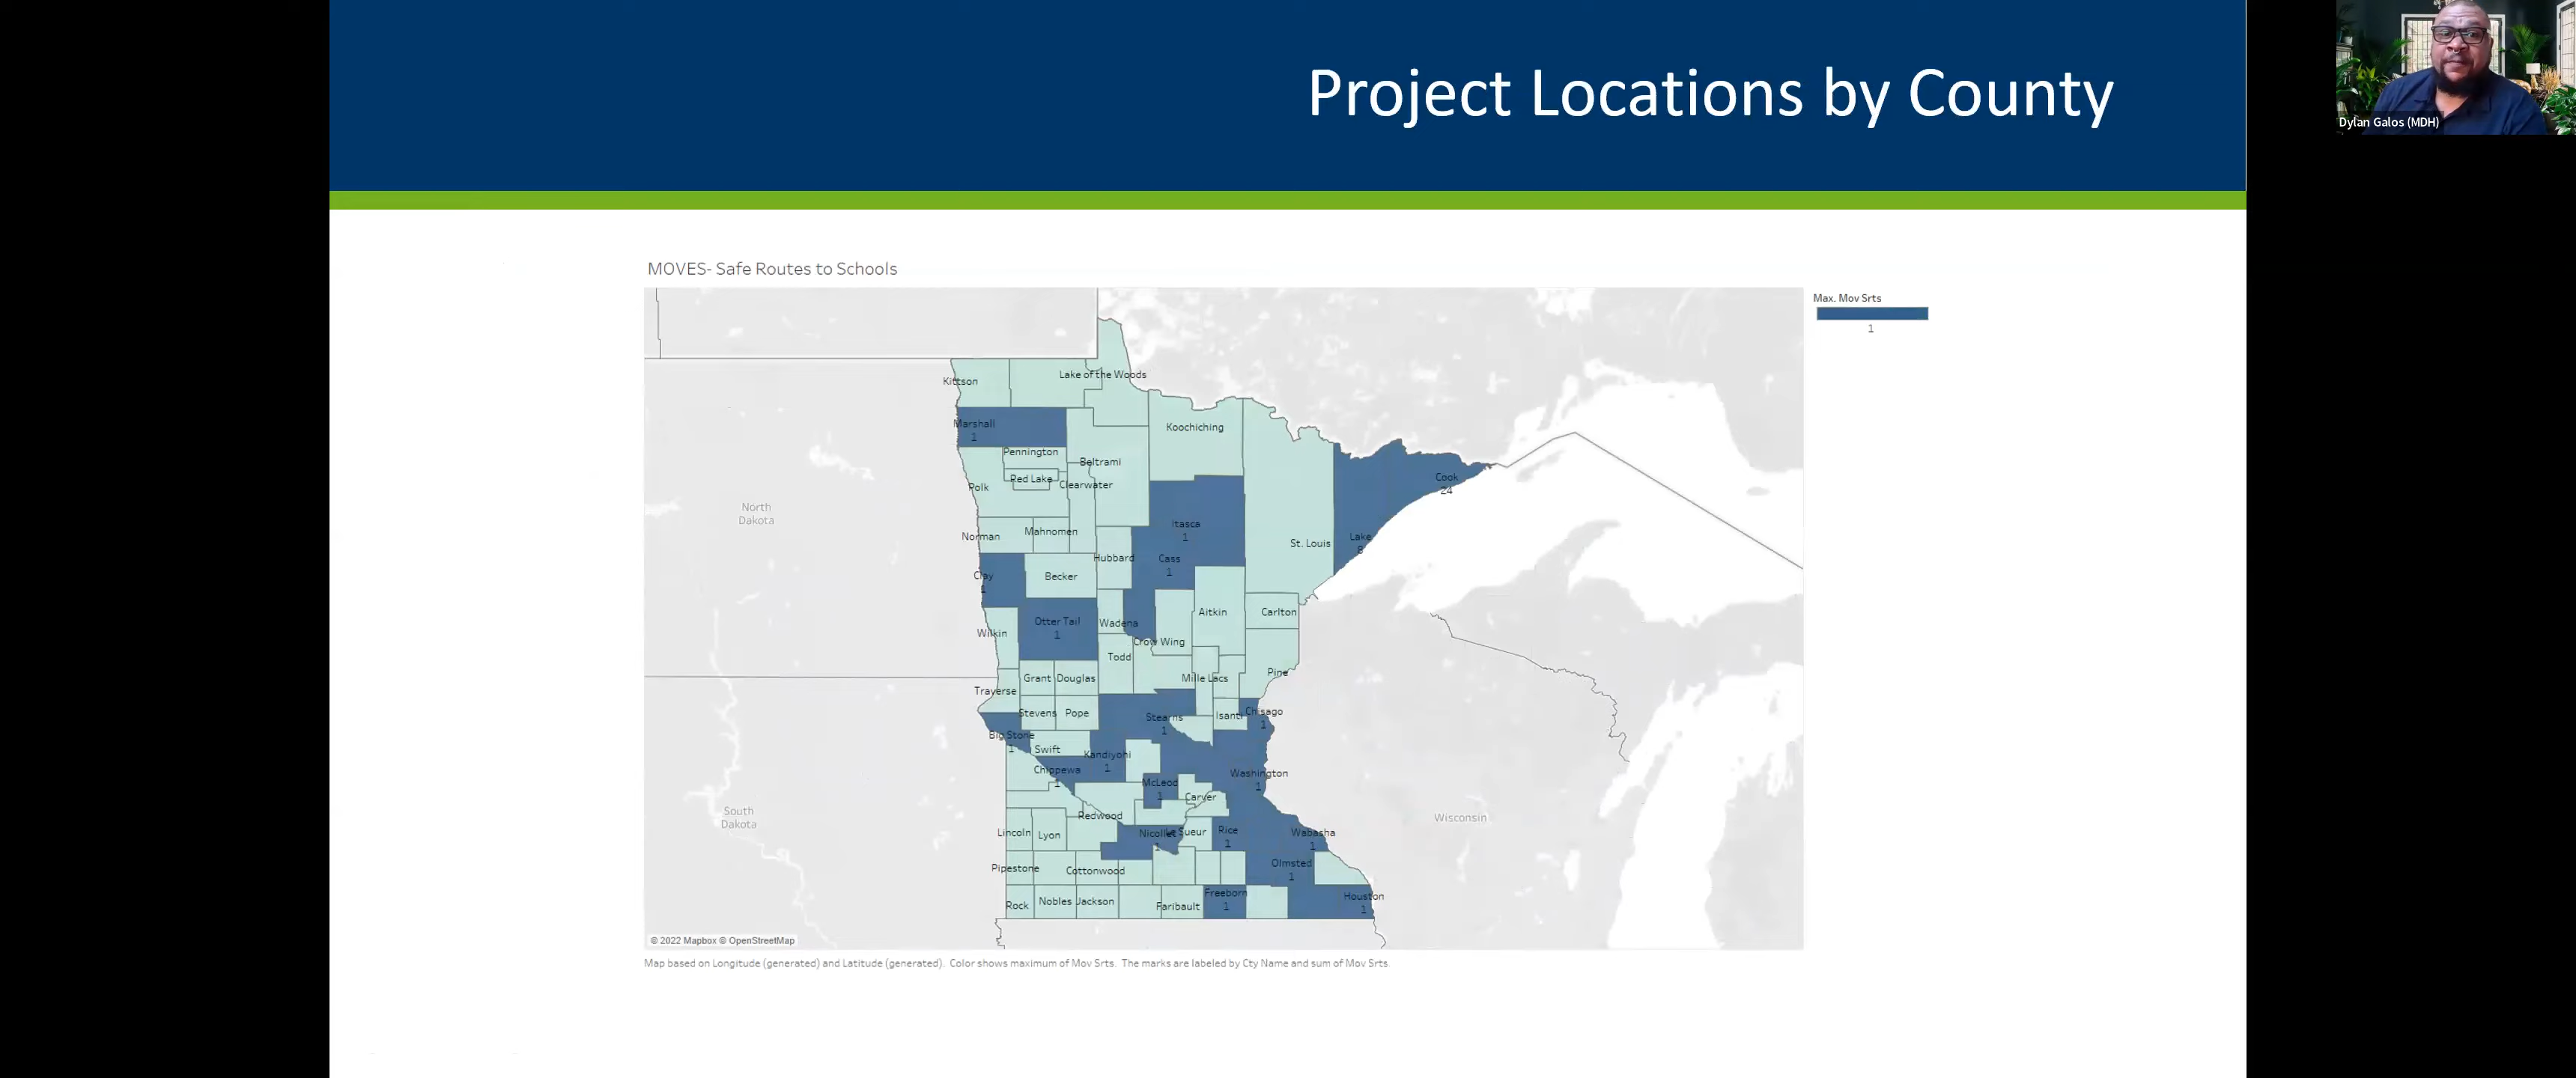 Project Locations by County
Dylan Galos (MDH)
MOVES- Safe Routes to Schools
Max. Mov Srts
1
Kittson
Lake of the Woods
Marshall
1
Koochiching
Pennington
Beltrami
Red Lake
Clearwater
Polk
Cook
24
North
Dakota
Itasca
1
Mahnomen
Norman
Lake
8
St. Louis
Hubbard
Cass
1
Clay
1
Becker
Otter Tail
1
Wadena
Aitkin
Carlton
Wilkin
Crow Wing
Todd
Pine
Grant
Douglas
Mille Lacs
Traverse
Stevens
Pope
Stearns
1
Isanti
Chisago
1
Big Stone
1
Swift
Kandiyohi
1
Chippewa
1
Washington
1
McLeod
1
Carver
South
Dakota
Redwood
Wisconsin
Lincoln
Lyon
Nicollet
1
Le Sueur
Rice
1
Wabasha
1
Olmsted
1
Pipestone
Cottonwood
Freeborn
1
Houston
1
Rock
Nobles
Jackson
Faribault
© 2022 Mapbox © OpenStreetMap
Map based on Longitude (generated) and Latitude (generated). Color shows maximum of Mov Srts. The marks are labeled by Cty Name and sum of Mov Srts